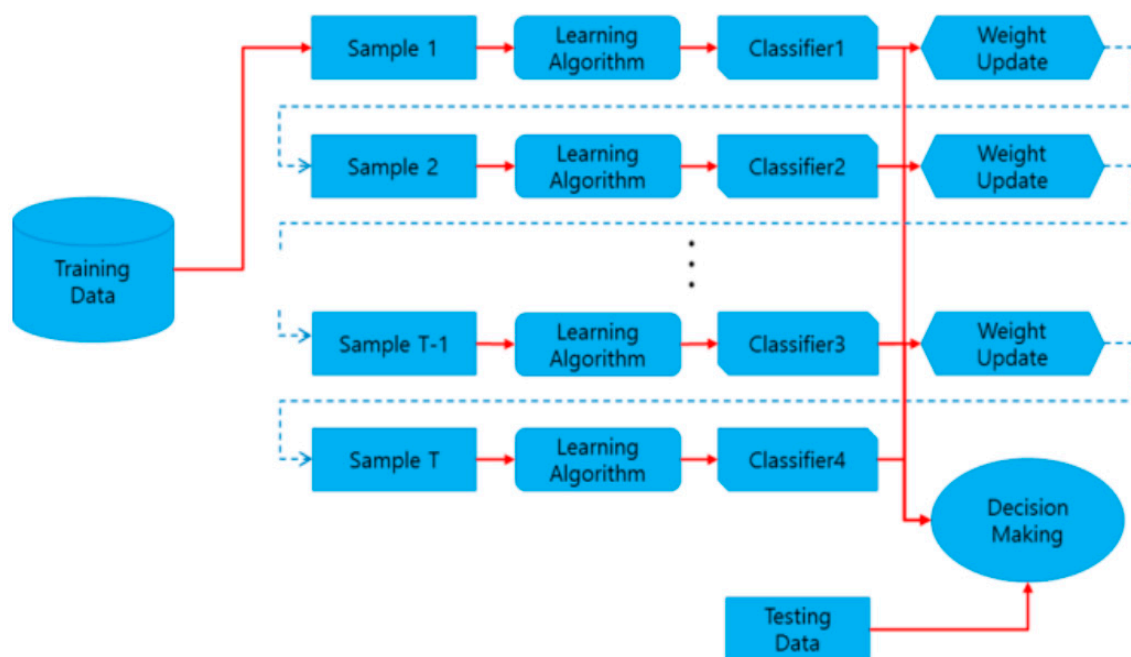 Sample 1
Learning
Algorithm
Classifier1
Weight
Update
Sample 2
Learning
Algorithm
Classifier2
Weight
Update
Training
Data
Sample T-1
Learning
Algorithm
Classifier3
Weight
Update
Sample T
Learning
Algorithm
Classifier4
Decision
Making
Testing
Data